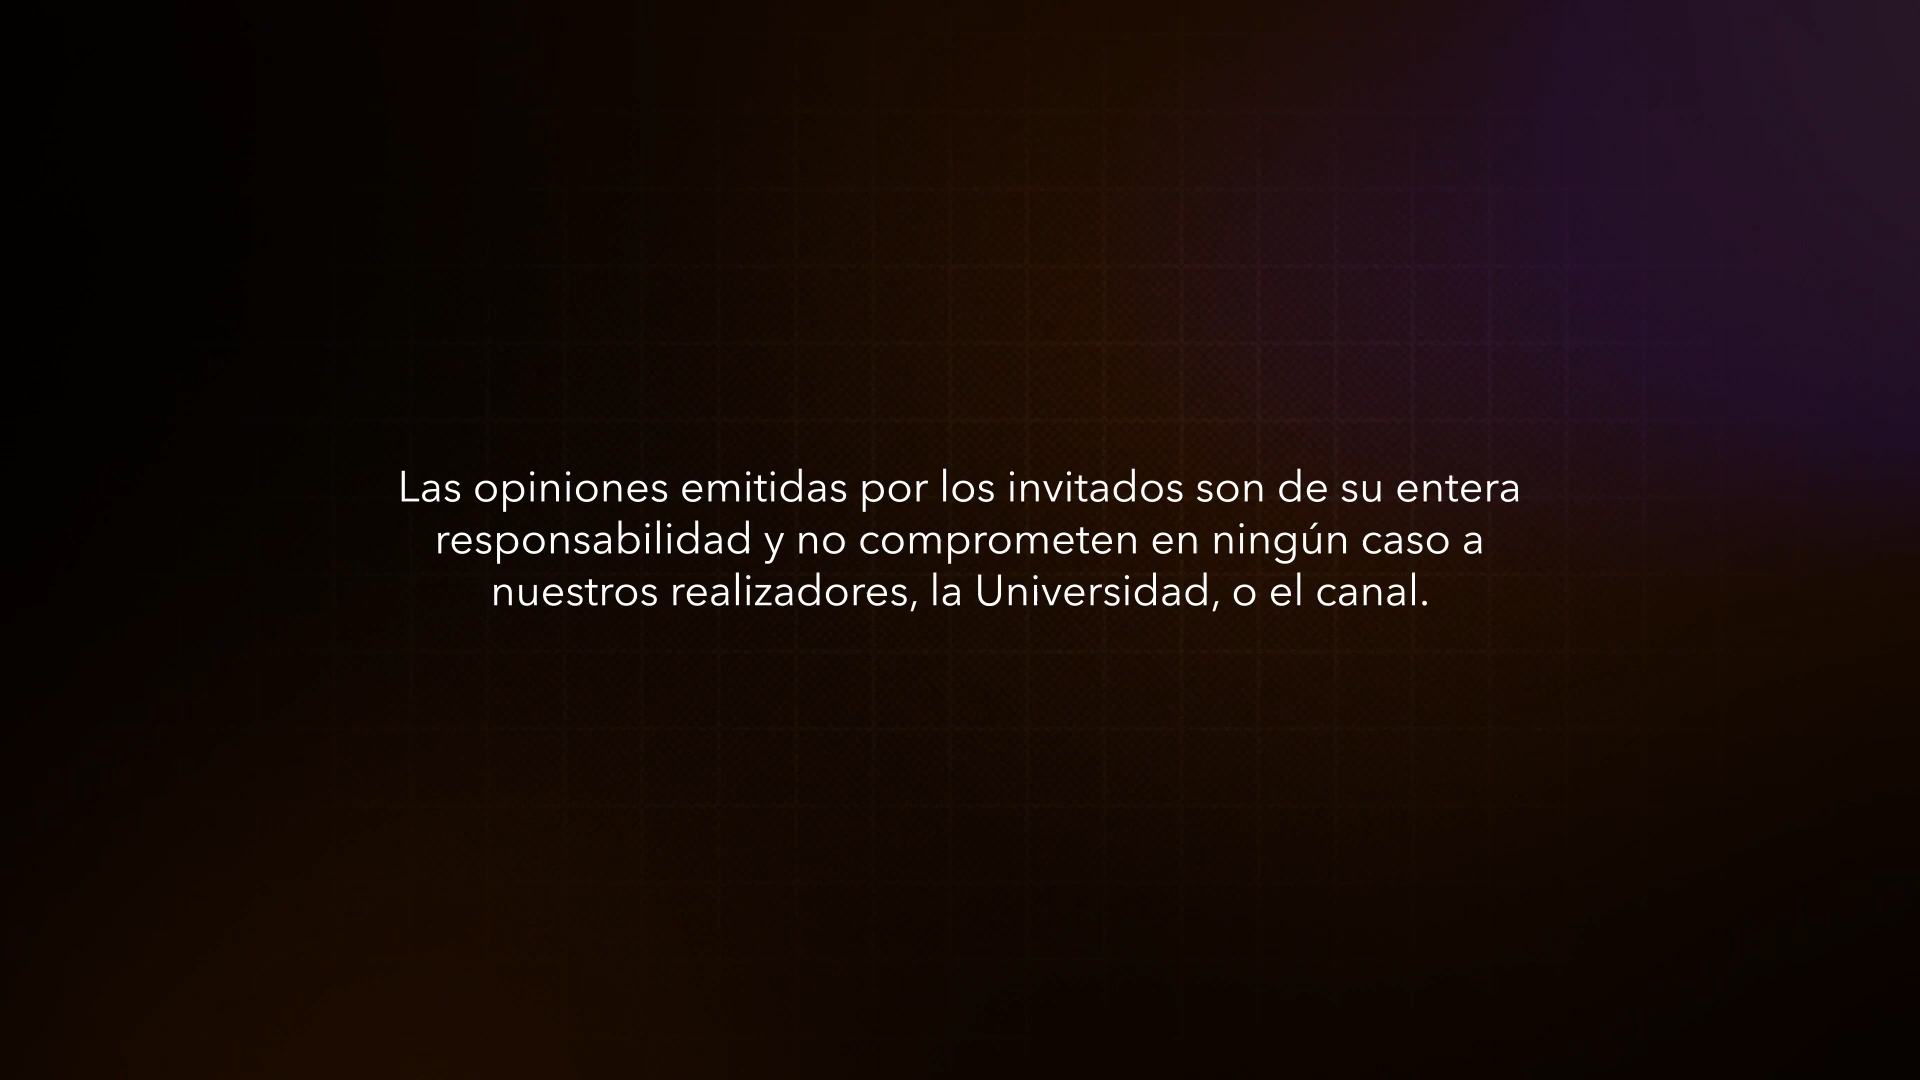 Las opiniones emitidas por los invitados son de su entera
responsabilidad y no comprometen en ningún caso a
nuestros realizadores, la Universidad, o el canal.